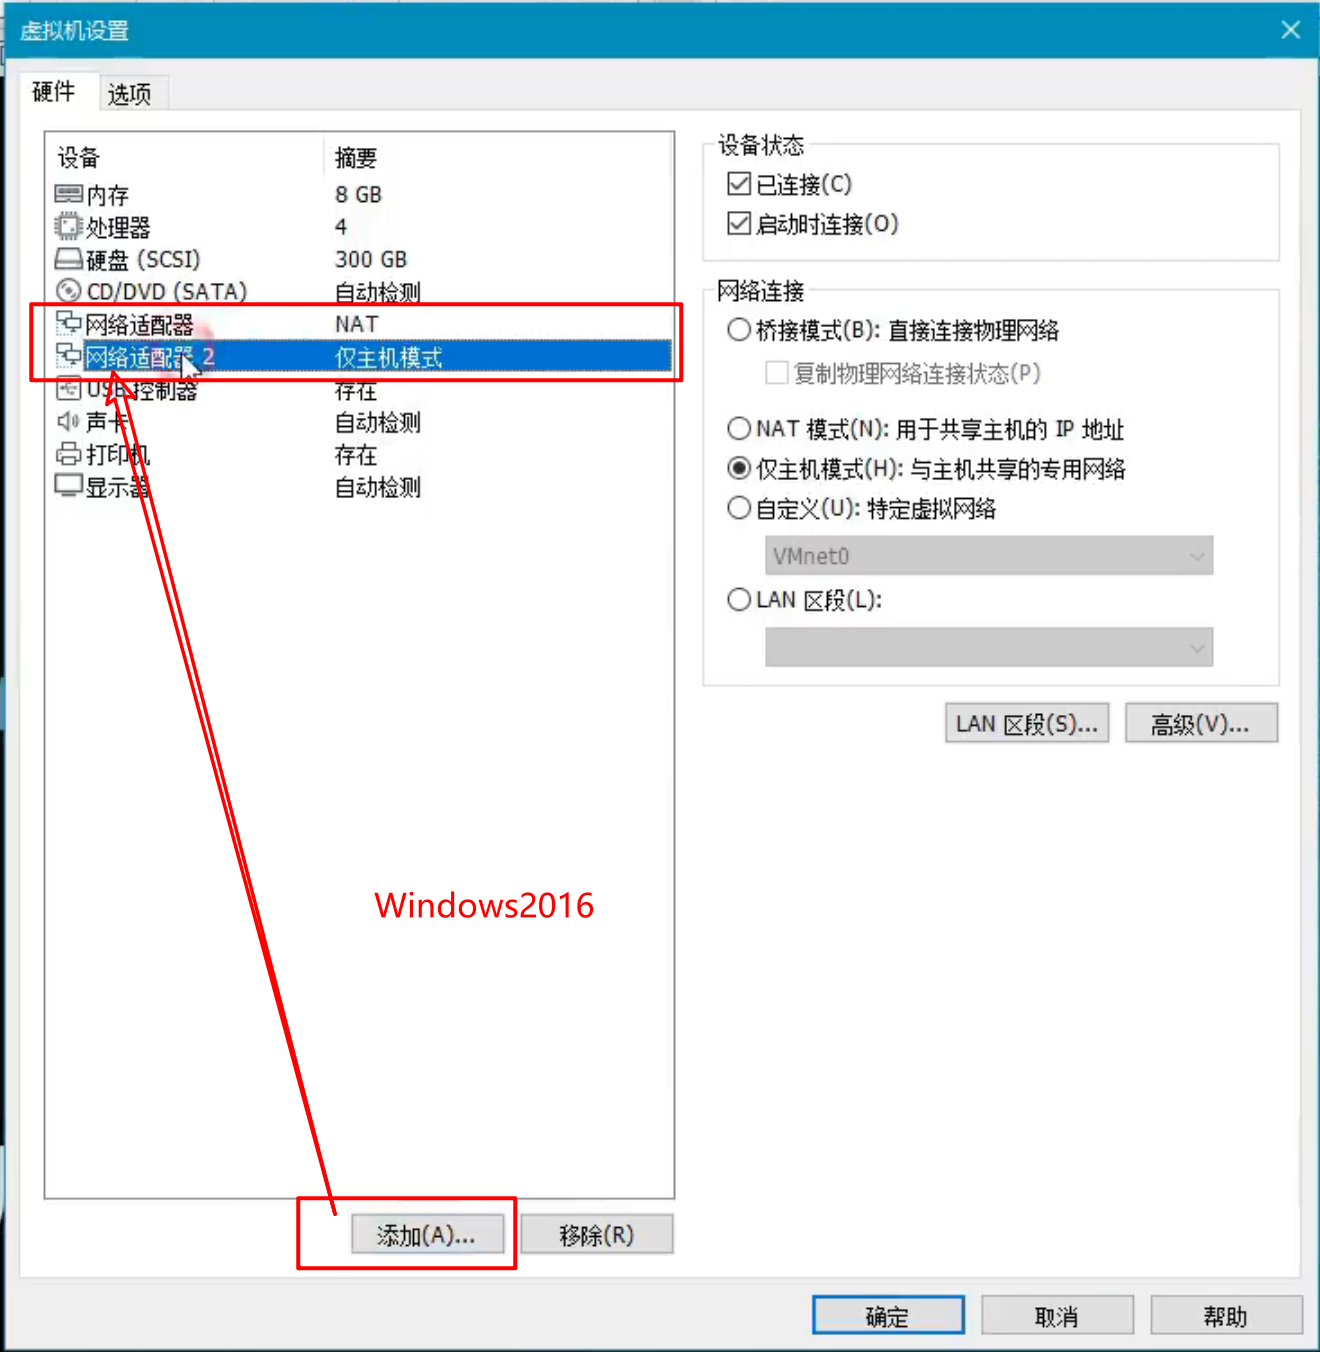 虚拟机设置
硬件
选项
设备 摘要
内存 8 GB
处理器 4
硬盘 (SCSI) 300 GB
CD/DVD (SATA) 自动检测
网络适配器 NAT
网络适配器 2 仅主机模式
USB 控制器 存在
声卡 自动检测
打印机 存在
显示器 自动检测
Windows2016
添加(A)...
移除(R)
设备状态
已连接(C)
启动时连接(O)
网络连接
桥接模式(B): 直接连接物理网络
复制物理网络连接状态(P)
NAT 模式(N): 用于共享主机的 IP 地址
仅主机模式(H): 与主机共享的专用网络
自定义(U): 特定虚拟网络
VMnet0
LAN 区段(L):
LAN 区段(S)...
高级(V)...
确定
取消
帮助